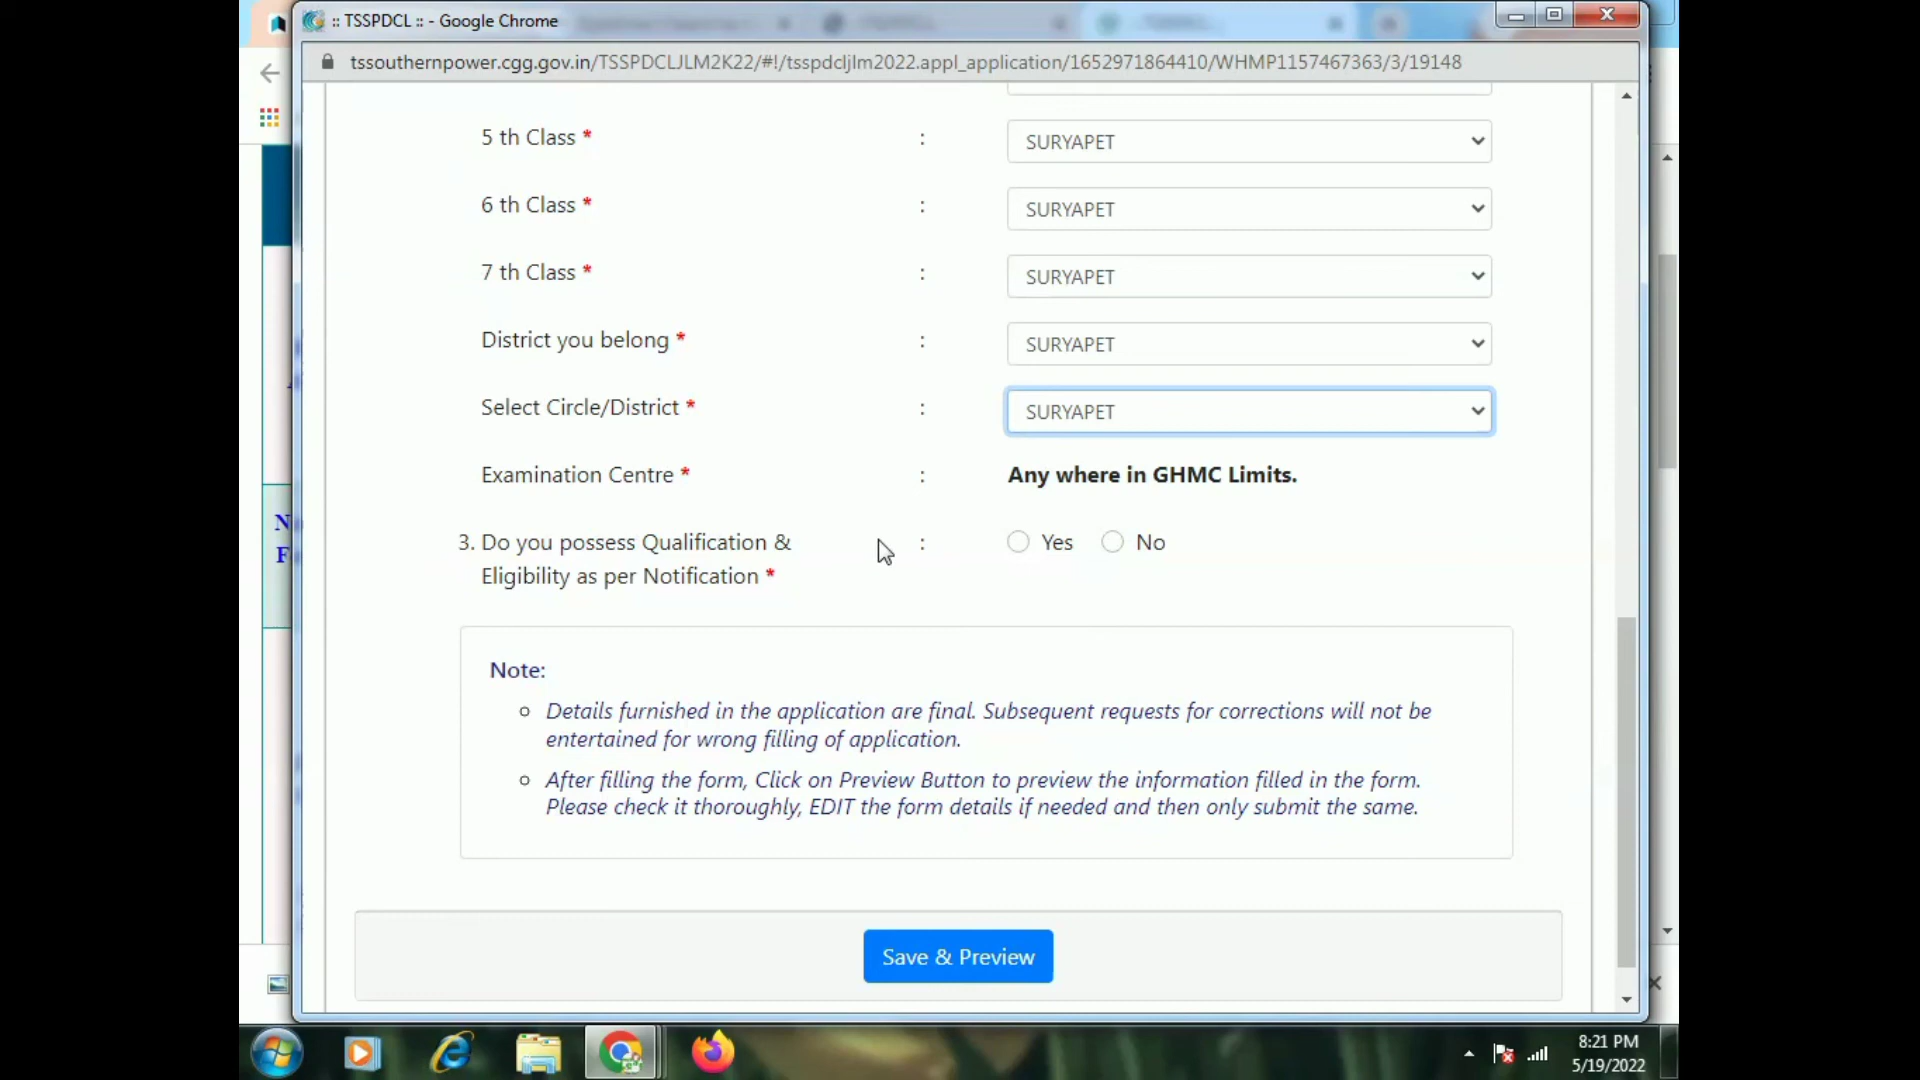 :: TSSPDCL :: - Google Chrome
tssouthernpower.cgg.gov.in/TSSPDCLJLM2K22/#!/tsspdcljlm2022.appl_application/1652971864410/WHMP1157467363/3/19148
5 th Class * : SURYAPET
6 th Class * : SURYAPET
7 th Class * : SURYAPET
District you belong * : SURYAPET
Select Circle/District * : SURYAPET
Examination Centre * : Any where in GHMC Limits.
3. Do you possess Qualification & : Yes No
Eligibility as per Notification *
N
F
Note:
Details furnished in the application are final. Subsequent requests for corrections will not be
entertained for wrong filling of application.
After filling the form, Click on Preview Button to preview the information filled in the form.
Please check it thoroughly, EDIT the form details if needed and then only submit the same.
Save & Preview
8:21 PM
5/19/2022